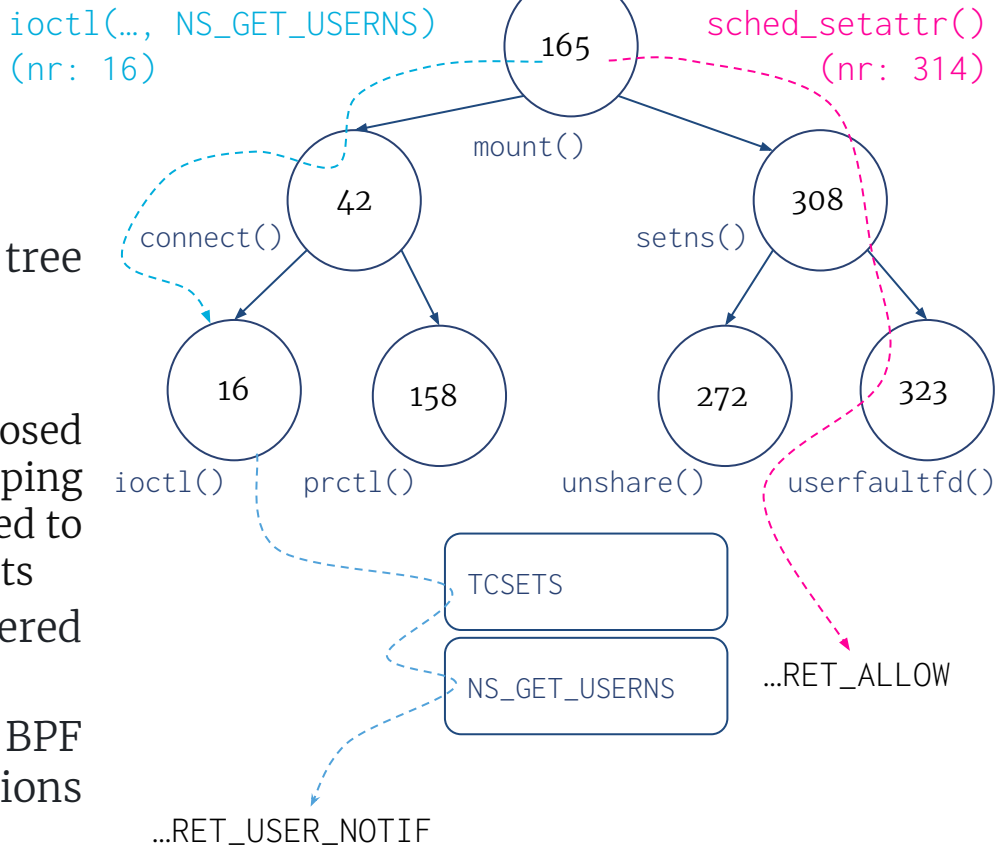 ioctl(…, NS_GET_USERNS)
(nr: 16)
sched_setattr()
(nr: 314)
165
mount()
42
308
connect()
setns()
tree
16
158
272
323
osed
ping
ed to
ts
ered
BPF
ions
ioctl()
prctl()
unshare()
userfaultfd()
TCSETS
NS_GET_USERNS
…RET_ALLOW
…RET_USER_NOTIF